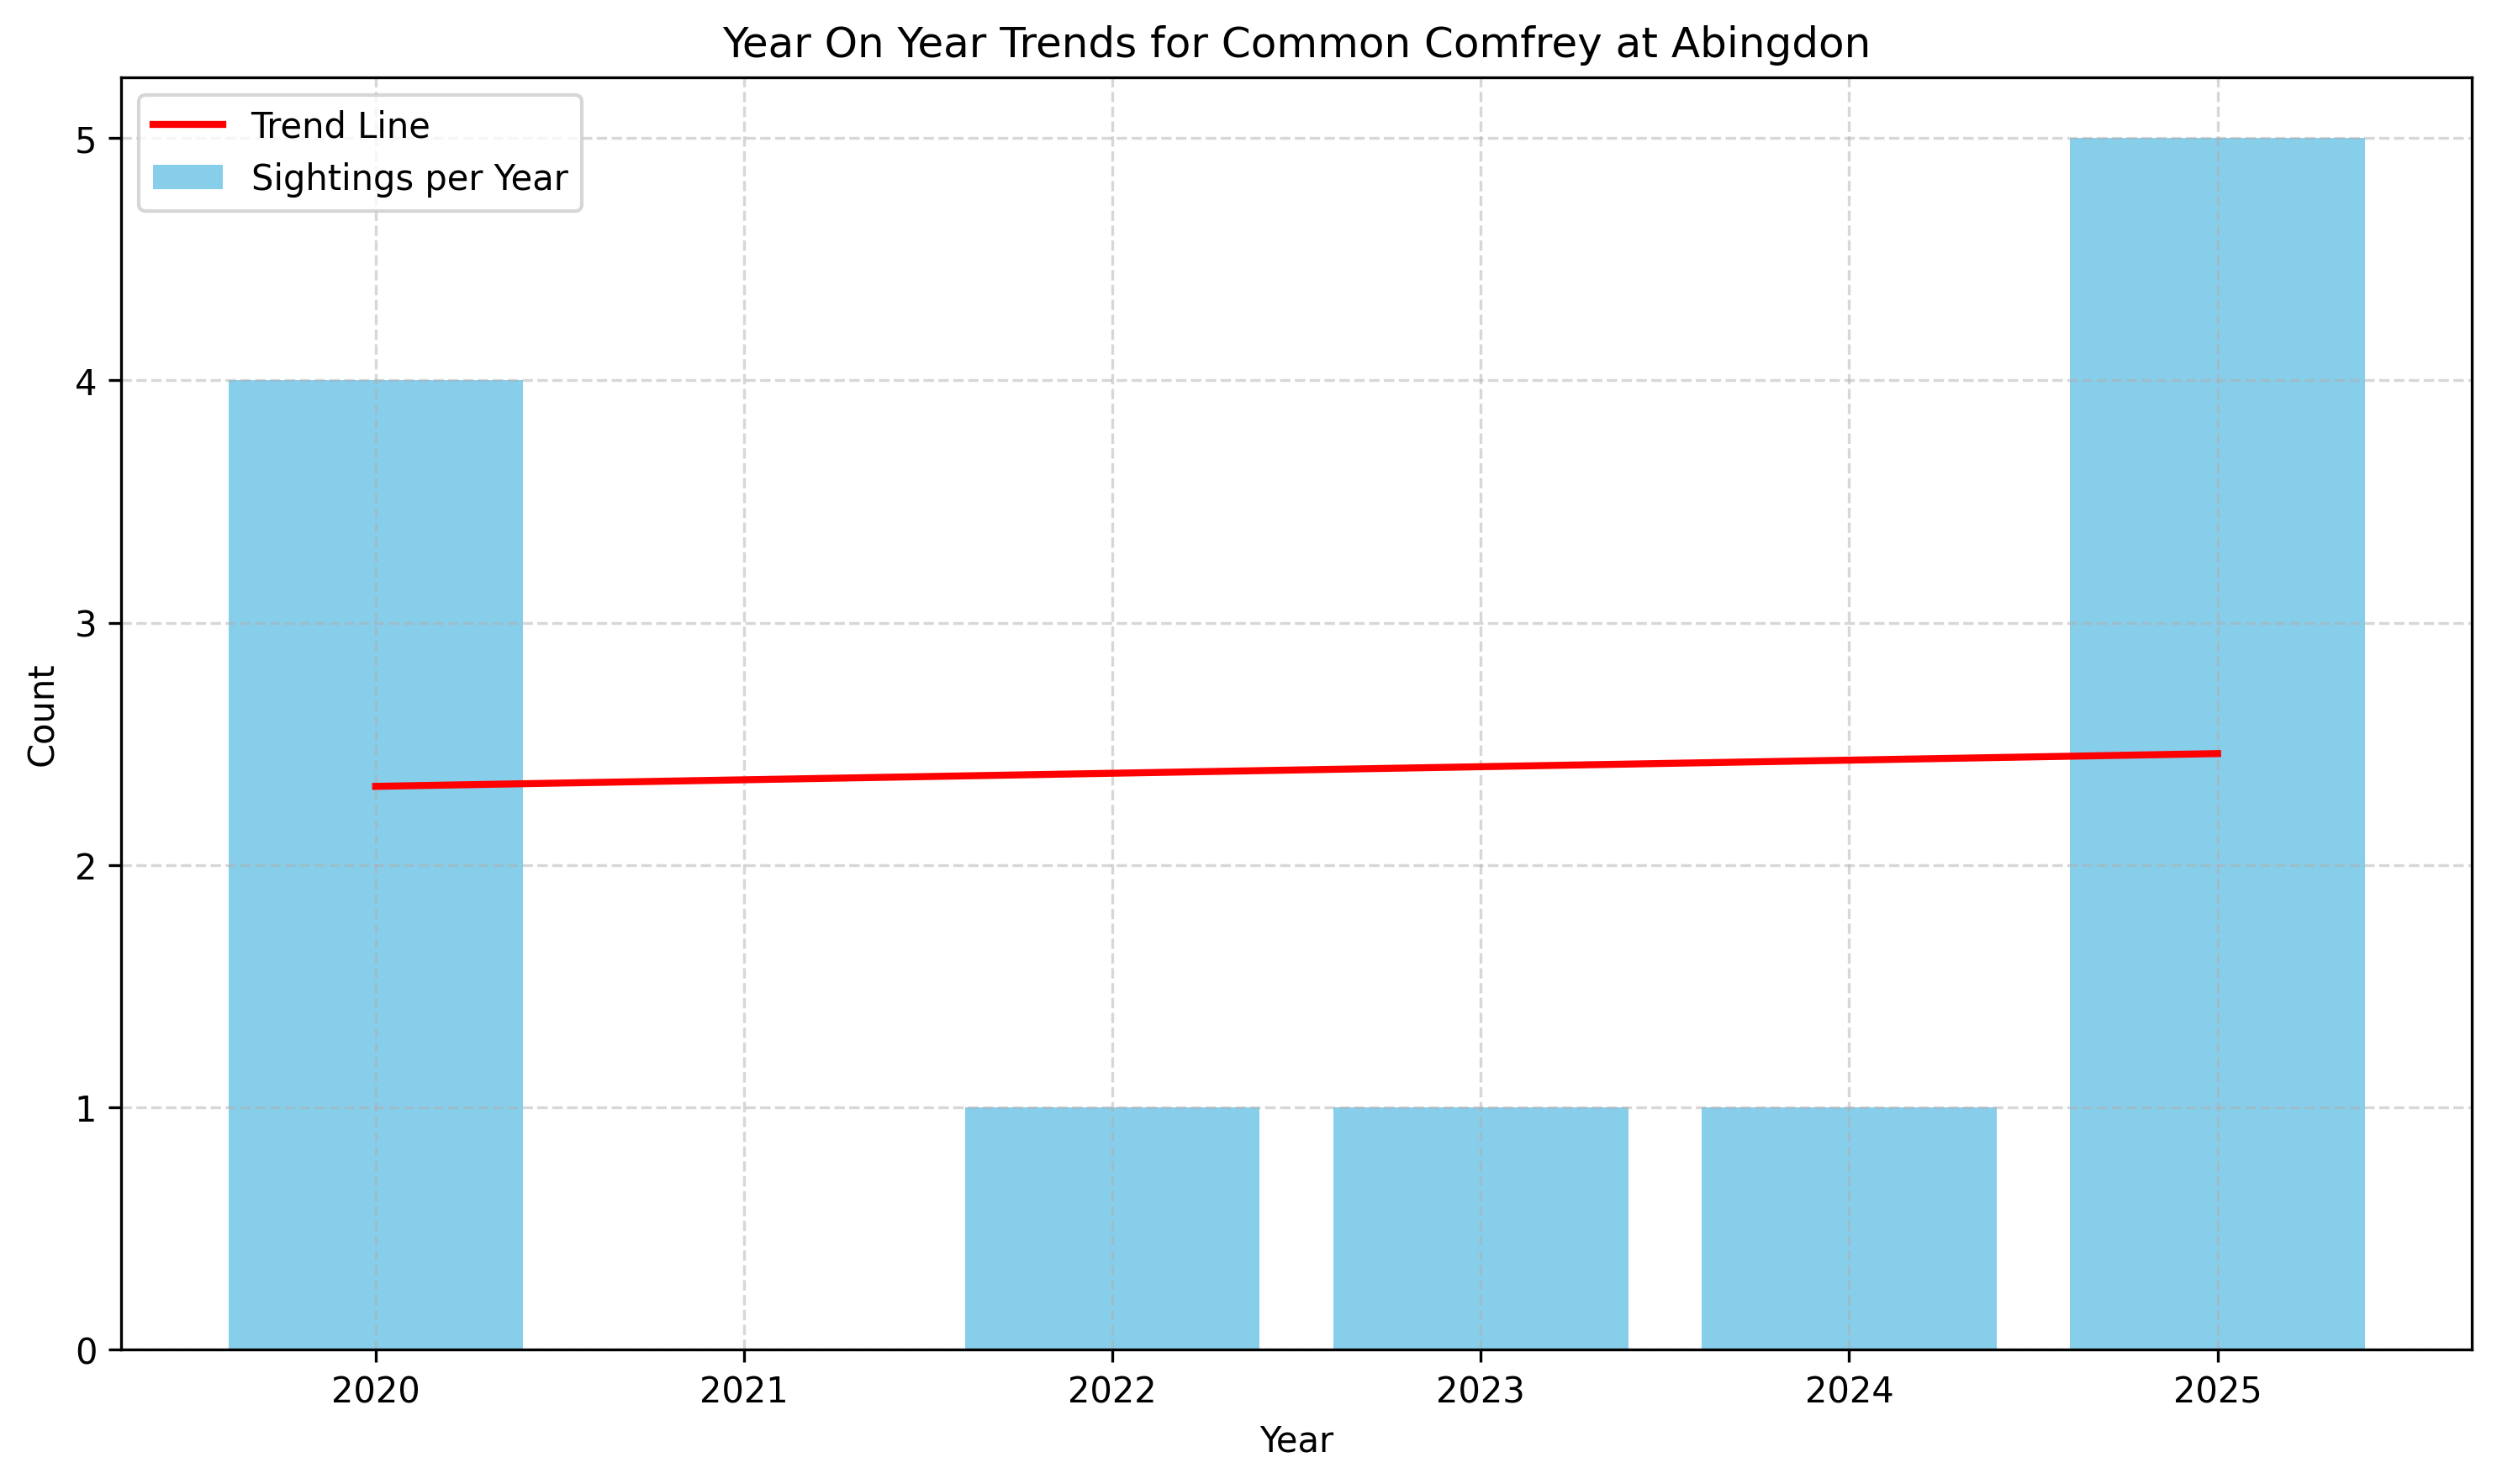 Year On Year Trends for Common Comfrey at Abingdon
Trend Line
Sightings per Year
5
4
3
2
1
0
Count
2020 2021 2022 2023 2024 2025
Year